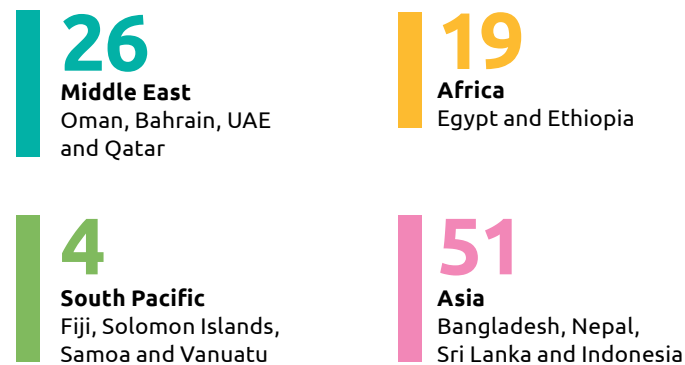 26
Middle East
Oman, Bahrain, UAE
and Qatar
19
Africa
Egypt and Ethiopia
4
South Pacific
Fiji, Solomon Islands,
Samoa and Vanuatu
51
Asia
Bangladesh, Nepal,
Sri Lanka and Indonesia